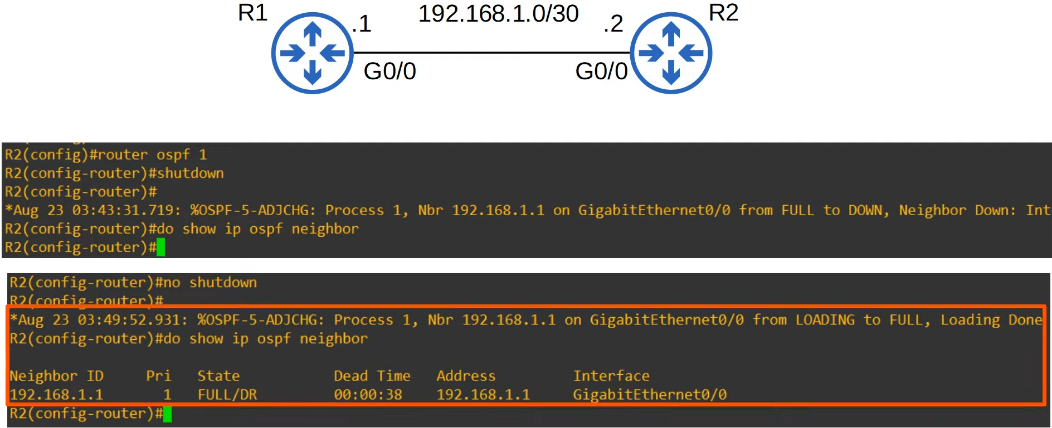 R1 192.168.1.0/30 R2
.1 .2
G0/0 G0/0
R2(config)#router ospf 1
R2(config-router)#shutdown
R2(config-router)#
*Aug 23 03:43:31.719: %OSPF-5-ADJCHG: Process 1, Nbr 192.168.1.1 on GigabitEthernet0/0 from FULL to DOWN, Neighbor Down: Int
R2(config-router)#do show ip ospf neighbor
R2(config-router)#
R2(config-router)#no shutdown
R2(config-router)#
*Aug 23 03:49:52.931: %OSPF-5-ADJCHG: Process 1, Nbr 192.168.1.1 on GigabitEthernet0/0 from LOADING to FULL, Loading Done
R2(config-router)#do show ip ospf neighbor
Neighbor ID Pri State Dead Time Address Interface
192.168.1.1 1 FULL/DR 00:00:38 192.168.1.1 GigabitEthernet0/0
R2(config-router)#